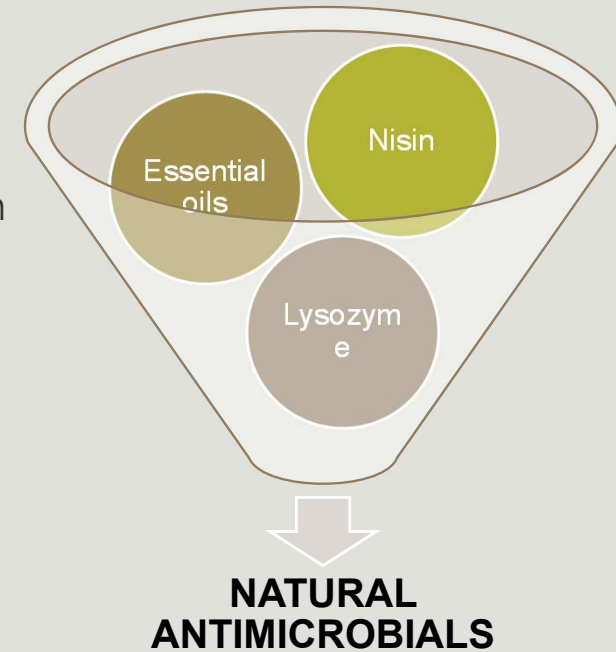 Nisin
Essential
oils
Lysozym
e
NATURAL
ANTIMICROBIALS